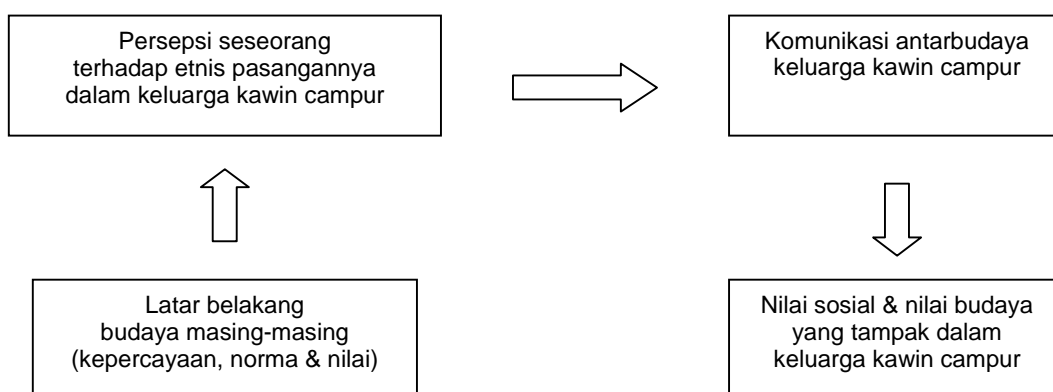 Persepsi seseorang
terhadap etnis pasangannya
dalam keluarga kawin campur
Komunikasi antarbudaya
keluarga kawin campur
Latar belakang
budaya masing-masing
(kepercayaan, norma & nilai)
Nilai sosial & nilai budaya
yang tampak dalam
keluarga kawin campur